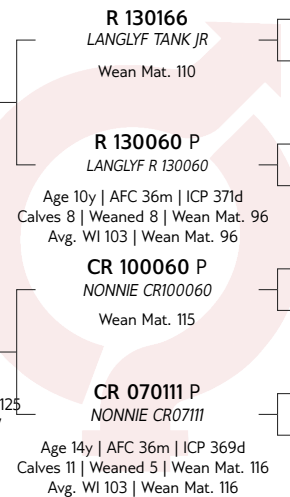 R 130166
LANGLYF TANK JR
Wean Mat. 110
R 130060 P
LANGLYF R 130060
Age 10y | AFC 36m | ICP 371d
Calves 8 | Weaned 8 | Wean Mat. 96
Avg. WI 103 | Wean Mat. 96
CR 100060 P
NONNIE CR100060
Wean Mat. 115
125
CR 070111 P
NONNIE CR07111
Age 14y | AFC 36m | ICP 369d
Calves 11 | Weaned 5 | Wean Mat. 116
Avg. WI 103 | Wean Mat. 116